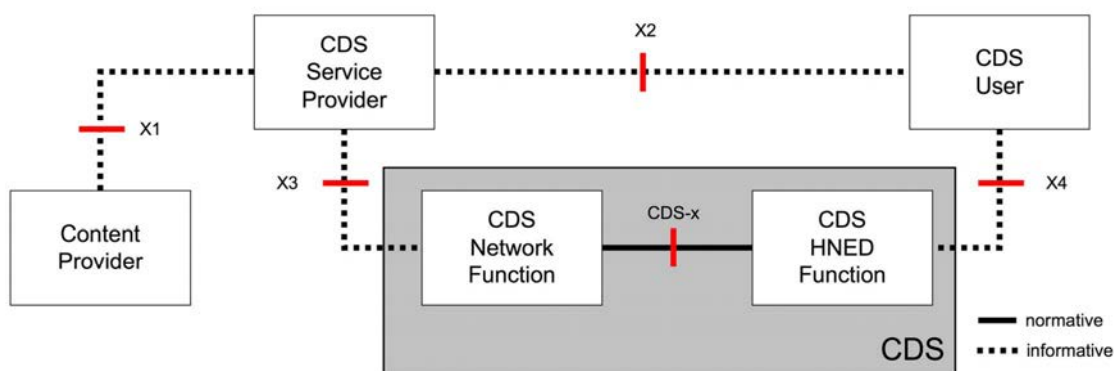 X2
CDS
Service
Provider
CDS
User
X1
X3
X4
Content
Provider
CDS
Network
Function
CDS-x
CDS
HNED
Function
normative
informative
CDS